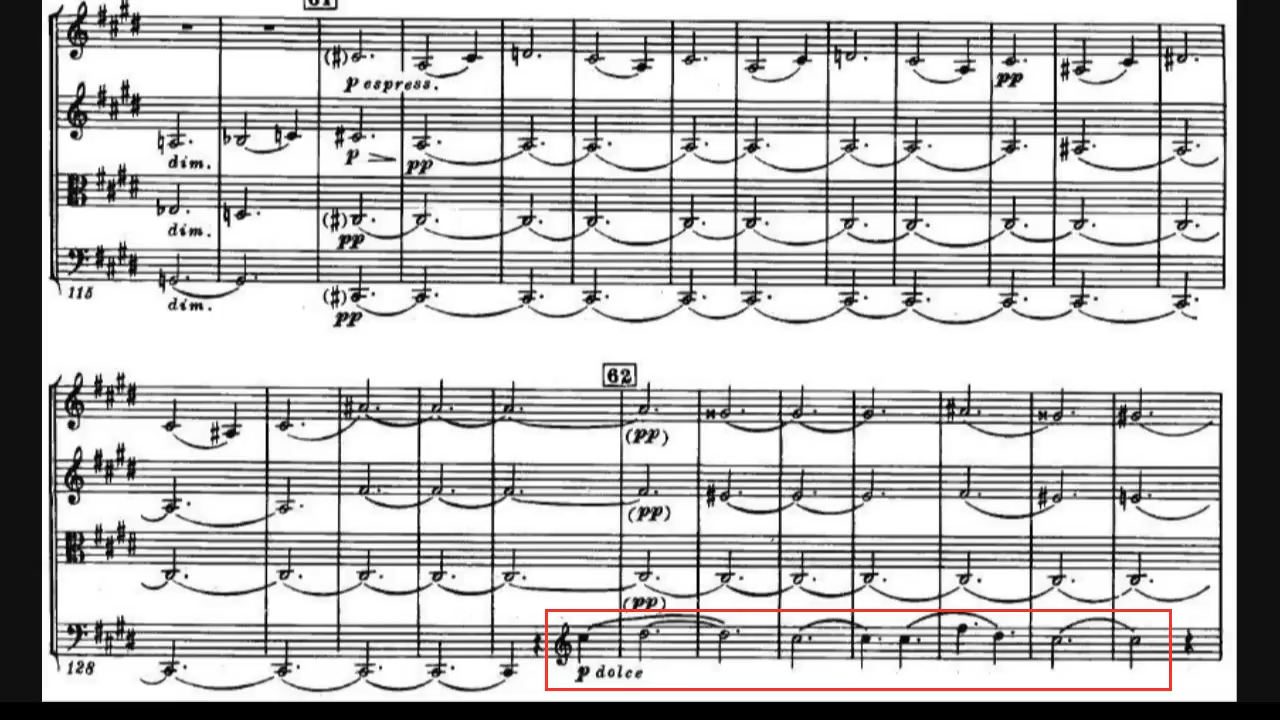 61
p espress.
pp
dim.
p
pp
dim.
pp
115
dim.
pp
62
(pp)
(pp)
(pp)
128
p dolce